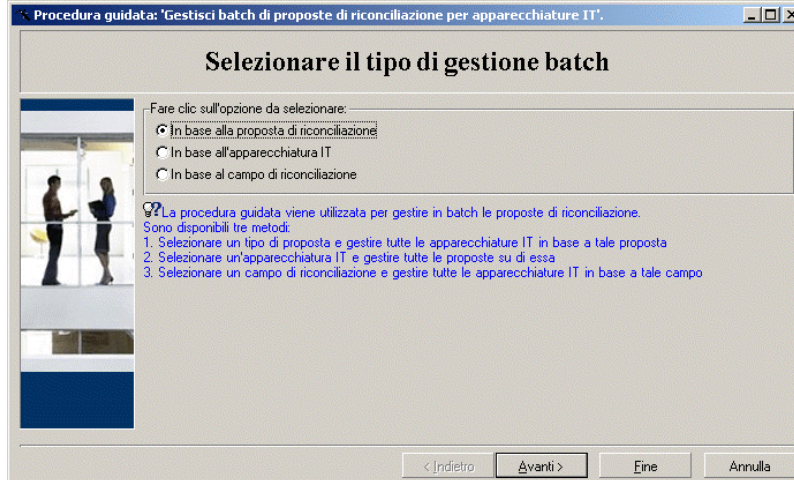 Procedura guidata: 'Gestisci batch di proposte di riconciliazione per apparecchiature IT'.
Selezionare il tipo di gestione batch
Fare clic sull'opzione da selezionare:
In base alla proposta di riconciliazione
In base all'apparecchiatura IT
In base al campo di riconciliazione
La procedura guidata viene utilizzata per gestire in batch le proposte di riconciliazione.
Sono disponibili tre metodi:
1. Selezionare un tipo di proposta e gestire tutte le apparecchiature IT in base a tale proposta
2. Selezionare un'apparecchiatura IT e gestire tutte le proposte su di essa
3. Selezionare un campo di riconciliazione e gestire tutte le apparecchiature IT in base a tale campo
< Indietro Avanti > Fine Annulla